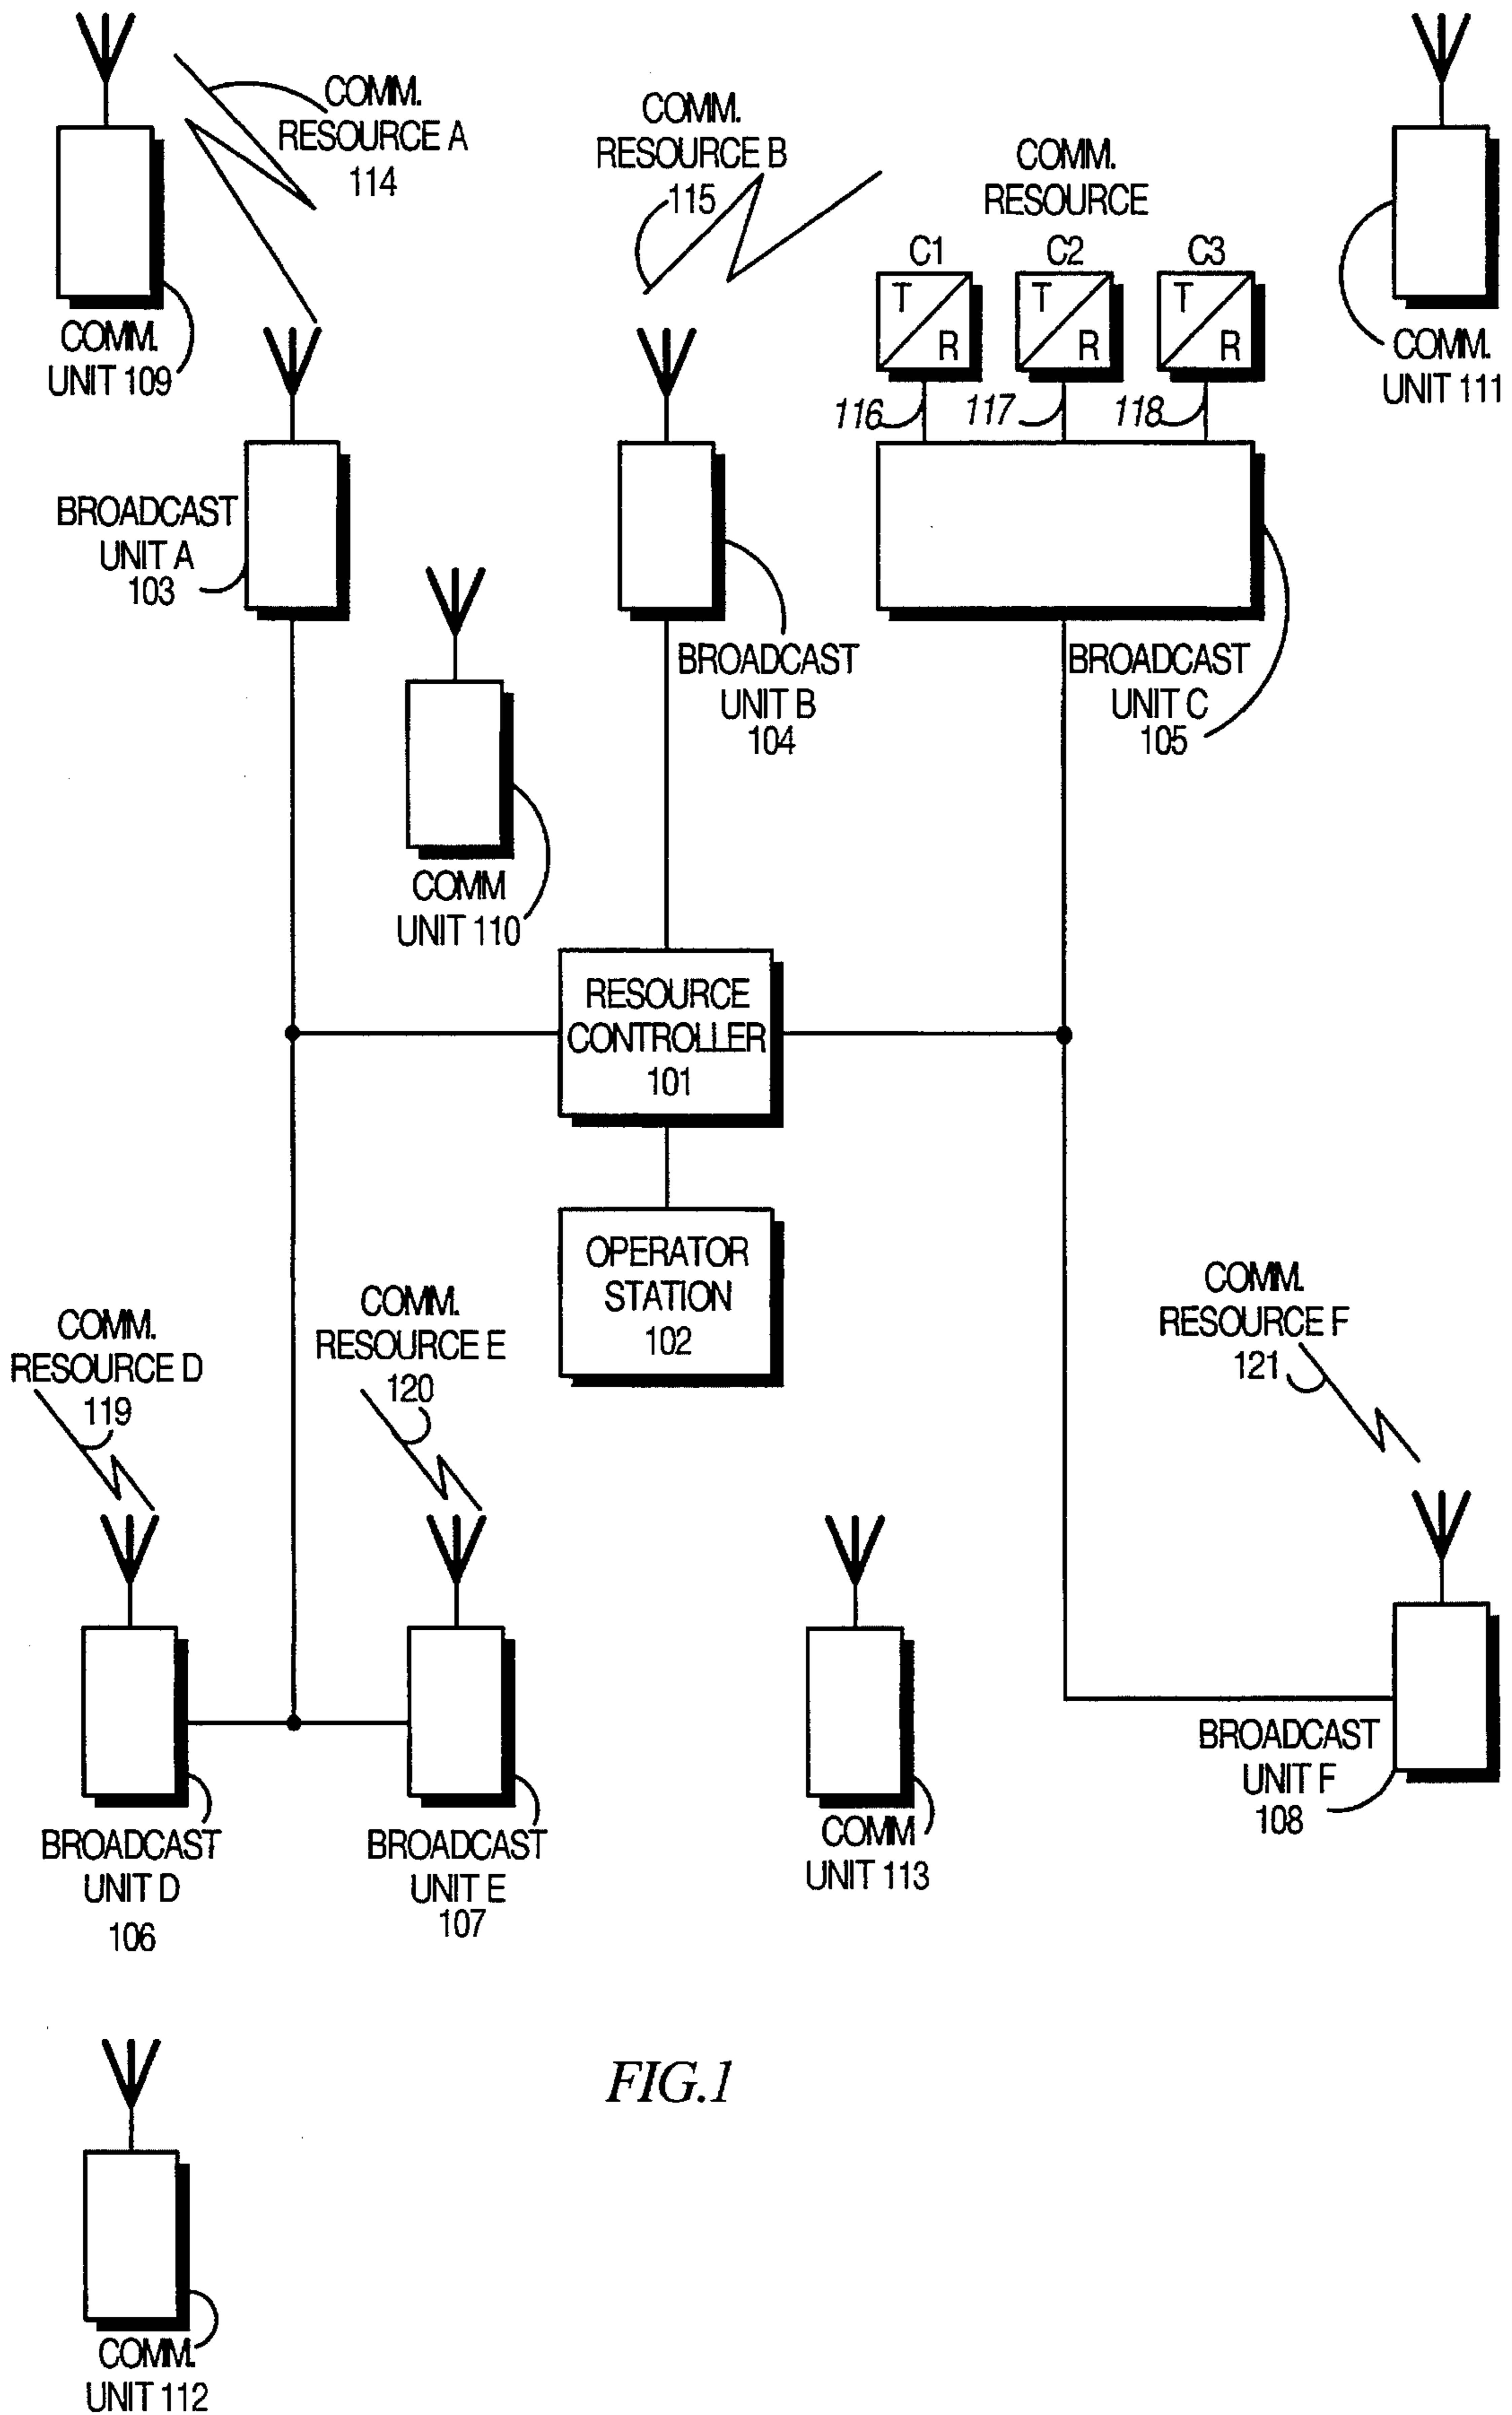 COMM.
RESOURCE A
114
COMM.
RESOURCE B
115
COMM.
RESOURCE
C1
C2
C3
T
R
T
R
T
R
116
117
118
COMM.
UNIT 109
COMM.
UNIT 111
BROADCAST
UNIT A
103
BROADCAST
UNIT B
104
BROADCAST
UNIT C
105
COMM
UNIT 110
RESOURCE
CONTROLLER
101
OPERATOR
STATION
102
COMM.
RESOURCE D
119
COMM.
RESOURCE E
120
COMM.
RESOURCE F
121
BROADCAST
UNIT D
106
BROADCAST
UNIT E
107
COMM
UNIT 113
BROADCAST
UNIT F
108
FIG.1
COMM.
UNIT 112